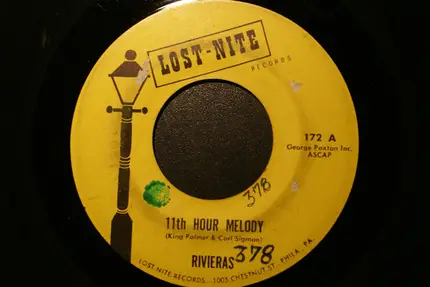 LOST-NITE
RECORDS
172 A
George Paxton Inc.
ASCAP
378
11th HOUR MELODY
(King Palmer & Carl Sigman)
RIVIERAS 378
LOST-NITE RECORDS - 1003 CHESTNUT ST. PHILA. PA.